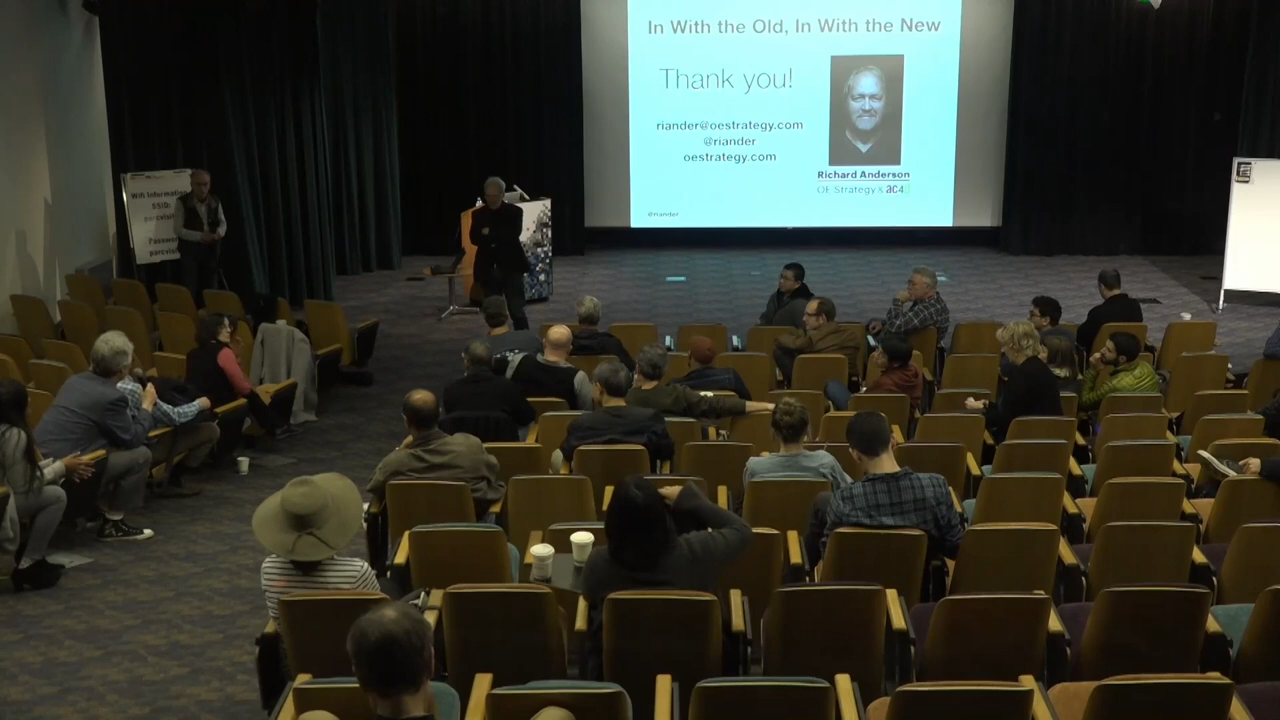 In With the Old, In With the New
Thank you!
riander@oestrategy.com
@riander
oestrategy.com
Richard Anderson
OE Strategy & ac4d
@riander
Wifi Information
SSID:
Password